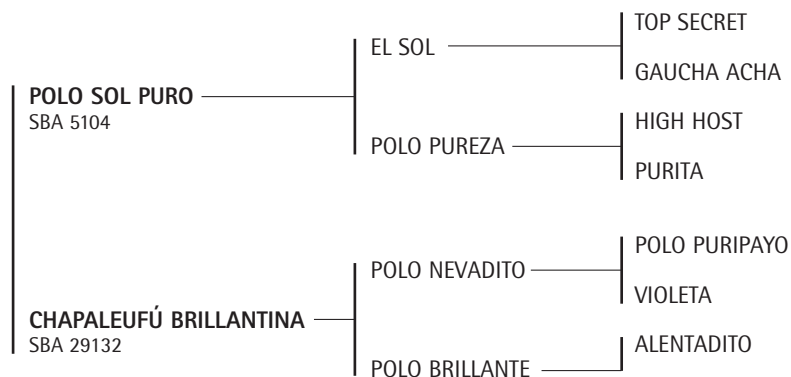 TOP SECRET
EL SOL
GAUCHA ACHA
POLO SOL PURO
SBA 5104
HIGH HOST
POLO PUREZA
PURITA
POLO PURIPAYO
POLO NEVADITO
VIOLETA
CHAPALEUFÚ BRILLANTINA
SBA 29132
ALENTADITO
POLO BRILLANTE